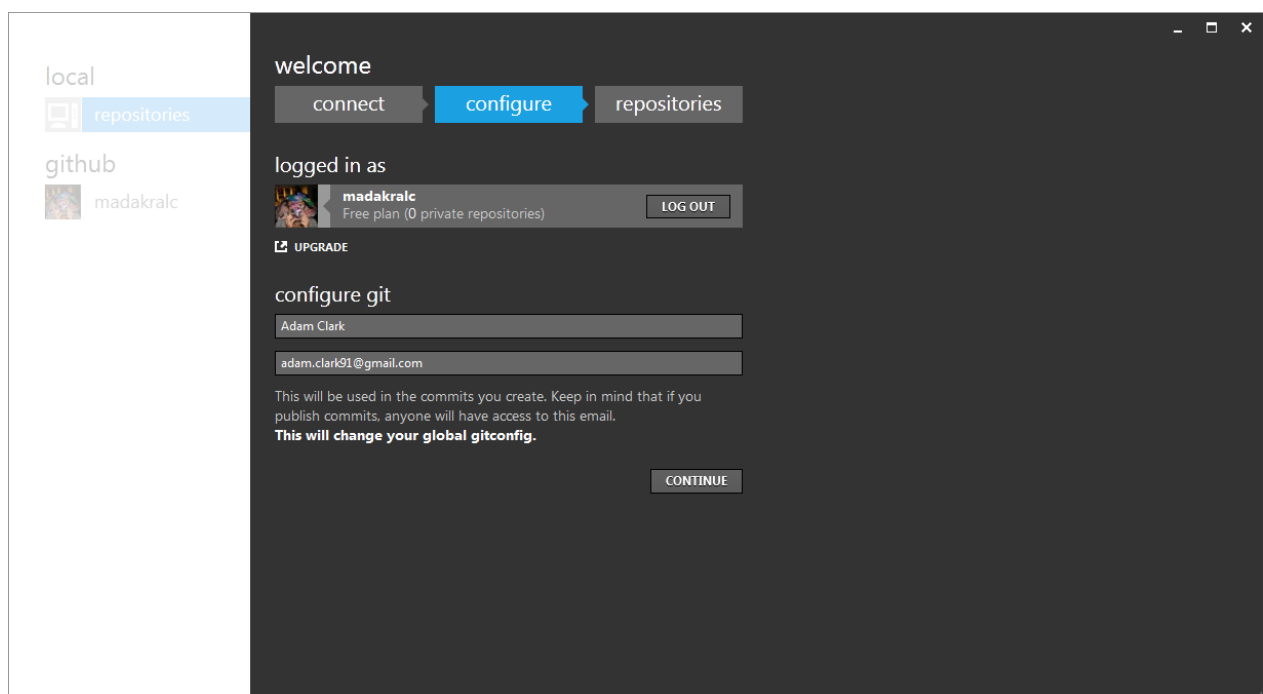 local
repositories
github
madakralc
welcome
connect
configure
repositories
logged in as
madakralc
Free plan (0 private repositories)
LOG OUT
UPGRADE
configure git
Adam Clark
adam.clark91@gmail.com
This will be used in the commits you create. Keep in mind that if you
publish commits, anyone will have access to this email.
This will change your global gitconfig.
CONTINUE